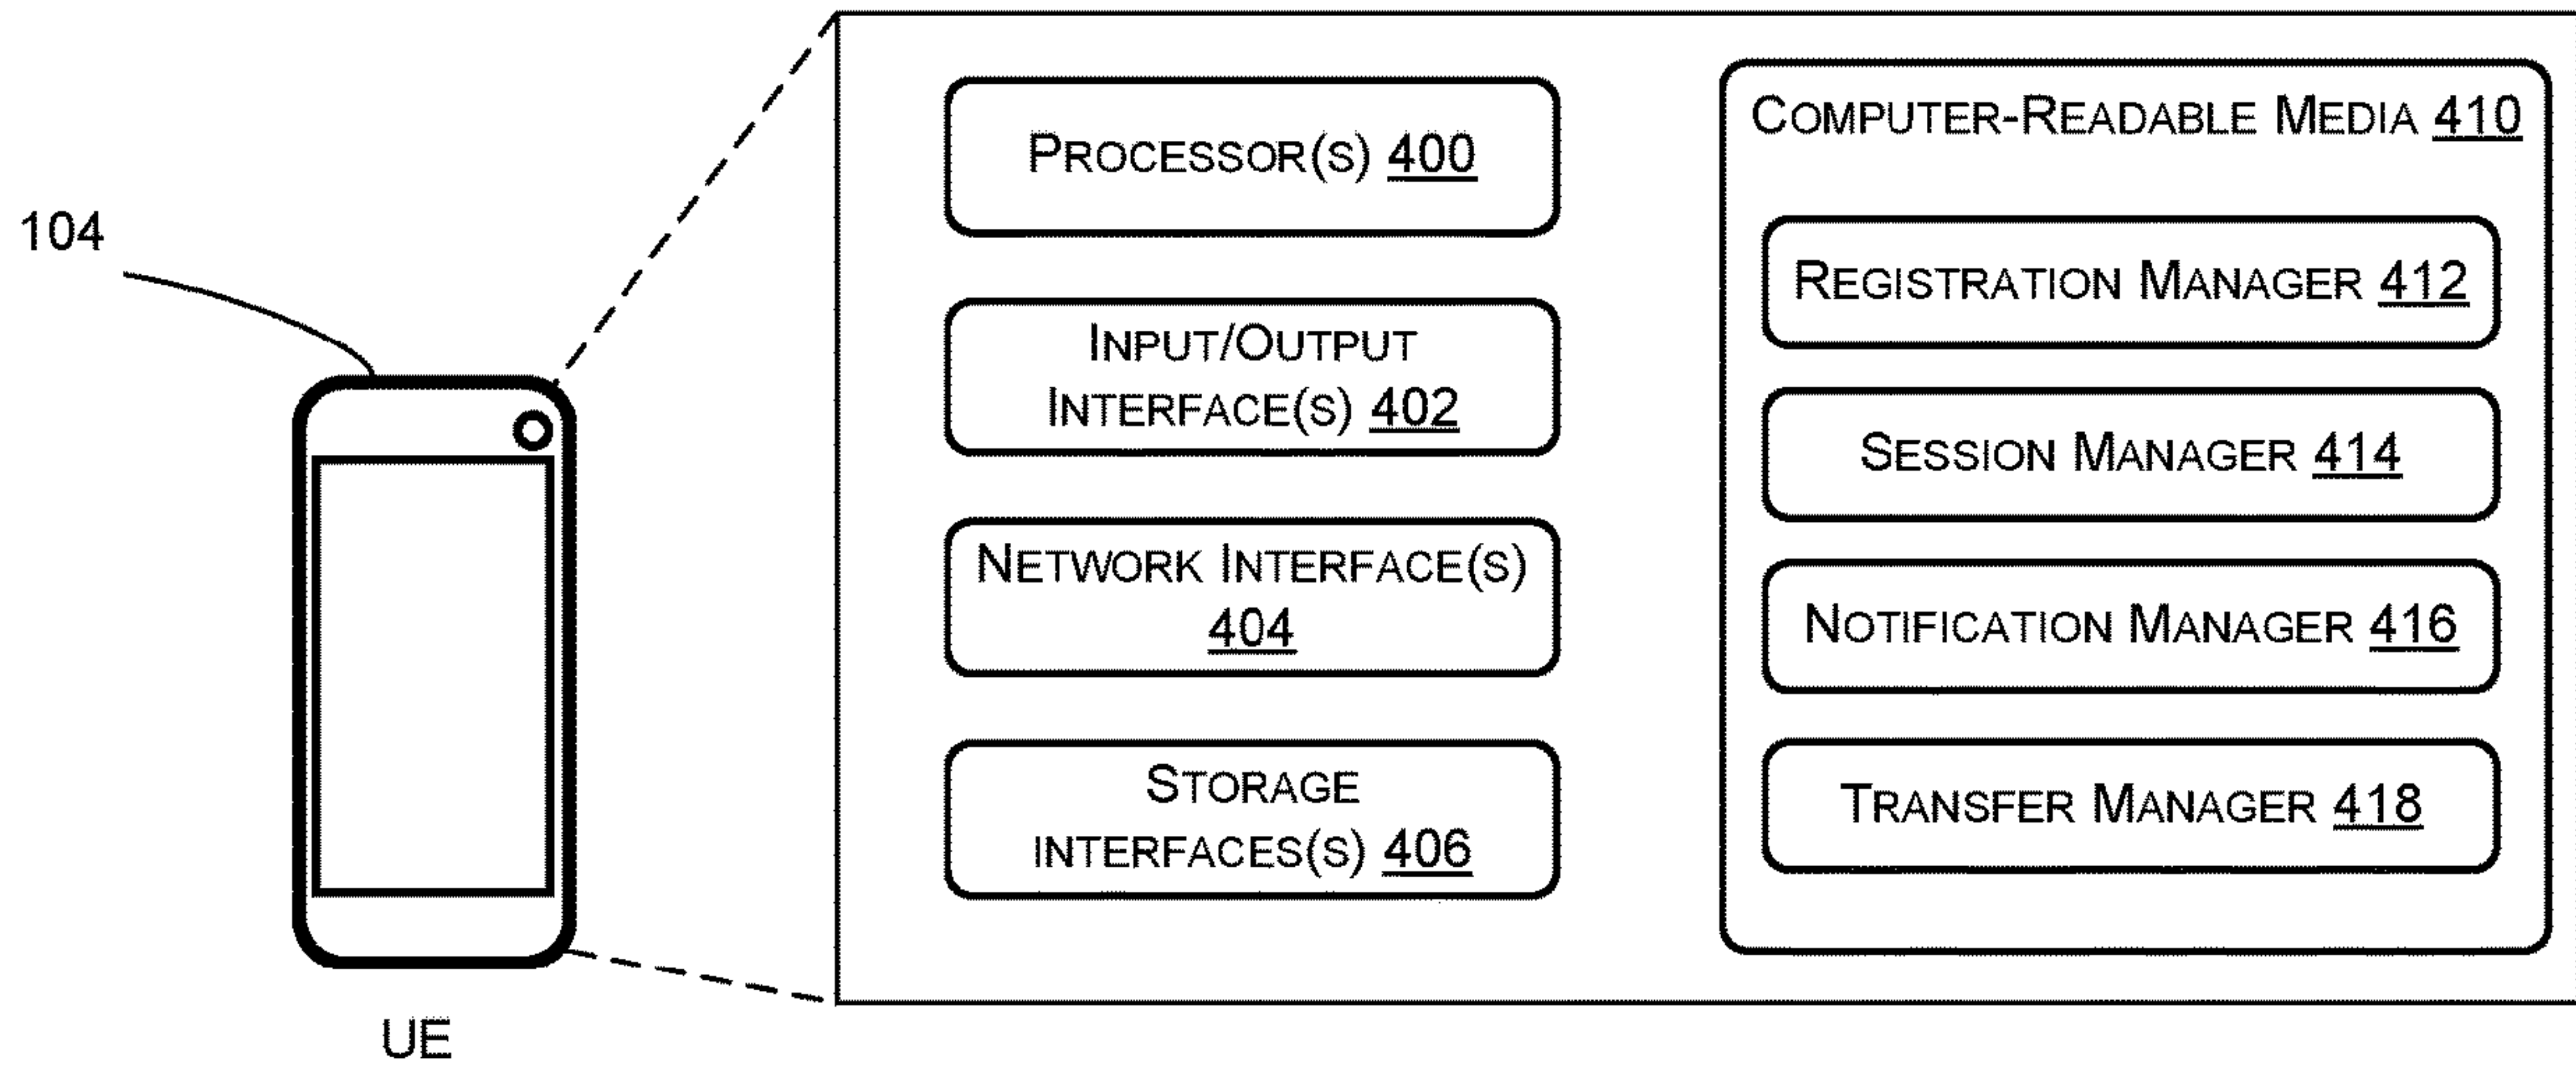 104
UE
PROCESSOR(S) 400
INPUT/OUTPUT
INTERFACE(S) 402
NETWORK INTERFACE(S)
404
STORAGE
INTERFACES(S) 406
COMPUTER-READABLE MEDIA 410
REGISTRATION MANAGER 412
SESSION MANAGER 414
NOTIFICATION MANAGER 416
TRANSFER MANAGER 418